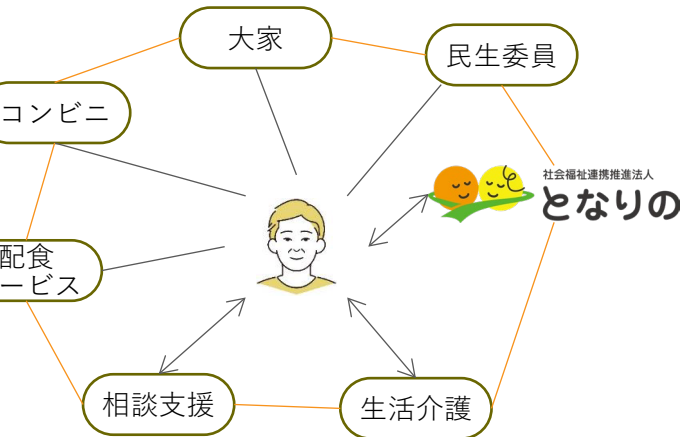 大家
民生委員
コンビニ
社会福祉連携推進法人
となりの
配食
ービス
相談支援
生活介護